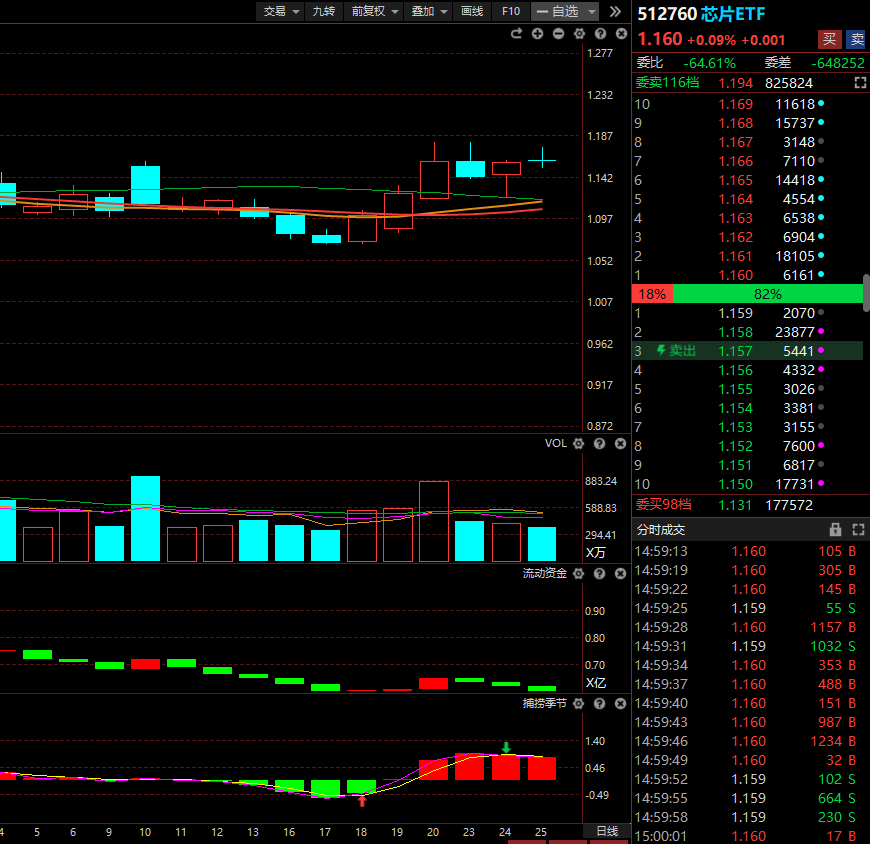 交易 九转 前复权 叠加 画线 F10 一 自选
512760 芯片ETF
1.160 +0.09% +0.001 买 卖
委比 -64.61% 委差 -648252
委卖116档 1.194 825824
10 1.169 11618
9 1.168 15737
8 1.167 3148
7 1.166 7110
6 1.165 14418
5 1.164 4554
4 1.163 6538
3 1.162 6904
2 1.161 18105
1 1.160 6161
18% 82%
1 1.159 2070
2 1.158 23877
3 卖出 1.157 5441
4 1.156 4332
5 1.155 3026
6 1.154 3381
7 1.153 3155
8 1.152 7600
9 1.151 6817
10 1.150 17731
委买98档 1.131 177572
分时成交
14:59:13 1.160 105 B
14:59:19 1.160 305 B
14:59:22 1.160 145 B
14:59:25 1.159 55 S
14:59:28 1.160 1157 B
14:59:31 1.159 1032 S
14:59:34 1.160 353 B
14:59:37 1.160 488 B
14:59:40 1.160 151 B
14:59:43 1.160 987 B
14:59:46 1.160 1234 B
14:59:49 1.160 32 B
14:59:52 1.159 102 S
14:59:55 1.159 664 S
14:59:58 1.159 230 S
15:00:01 1.160 17 B
1.277
1.232
1.187
1.142
1.097
1.052
1.007
0.962
0.917
0.872
VOL
883.24
588.83
294.41
X万
流动资金
0.90
0.80
0.70
X亿
捕捞季节
1.40
0.46
-0.49
4 5 6 9 10 11 12 13 16 17 18 19 20 23 24 25 日线